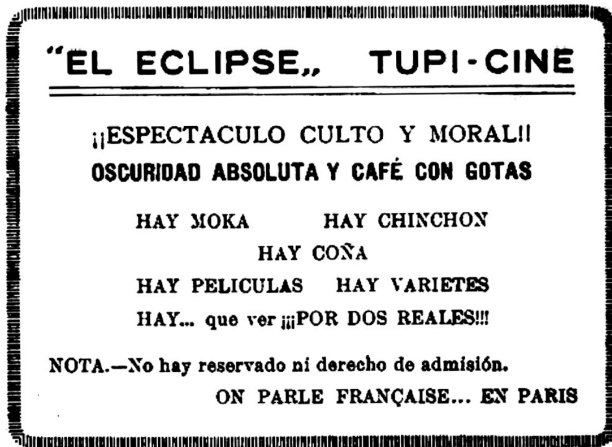 "EL ECLIPSE„ TUPI-CINE
¡¡ESPECTACULO CULTO Y MORAL!!
OSCURIDAD ABSOLUTA Y CAFÉ CON GOTAS
HAY MOKA HAY CHINCHON
HAY COÑA
HAY PELICULAS HAY VARIETES
HAY... que ver ¡¡¡POR DOS REALES!!!
NOTA.—No hay reservado ni derecho de admisión.
ON PARLE FRANÇAISE... EN PARIS